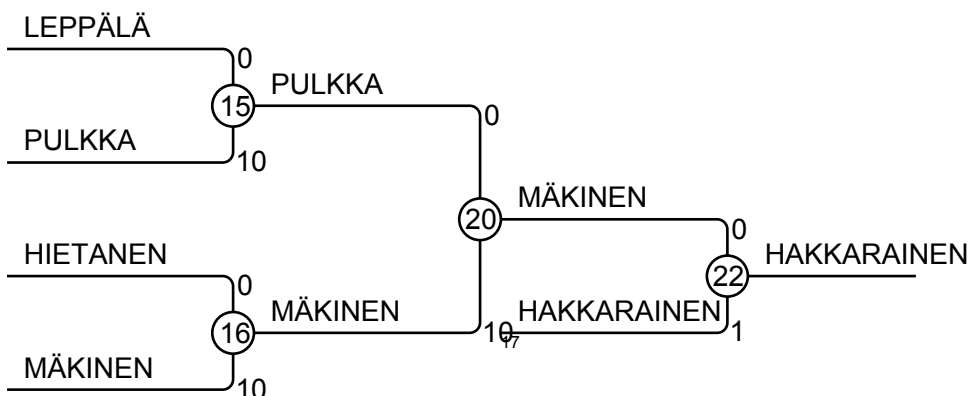 LEPPÄLÄ
0
15
PULKKA
PULKKA
10
0
20
MÄKINEN
0
22
HAKKARAINEN
HIETANEN
0
16
MÄKINEN
10
17
HAKKARAINEN
1
MÄKINEN
10